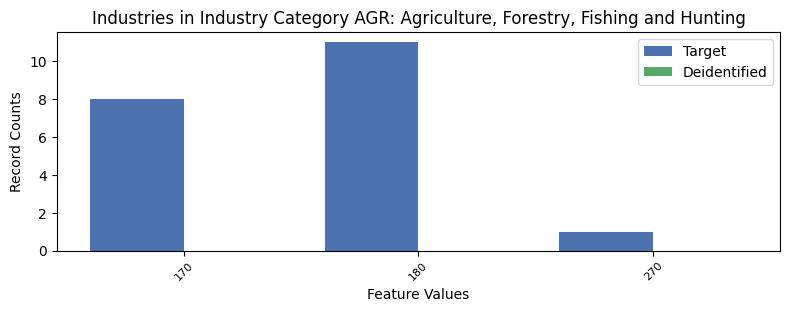 Industries in Industry Category AGR: Agriculture, Forestry, Fishing and Hunting
Target
Deidentified
Record Counts
10
8
6
4
2
0
170
180
270
Feature Values